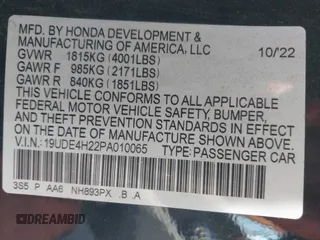 MFD. BY HONDA DEVELOPMENT &
MANUFACTURING OF AMERICA, LLC
10/22
GVWR 1815KG (4001LBS)
GAWR F 985KG (2171LBS)
GAWR R 840KG (1851LBS)
THIS VEHICLE CONFORMS TO ALL APPLICABLE
FEDERAL MOTOR VEHICLE SAFETY, BUMPER,
AND THEFT PREVENTION STANDARDS IN EFFECT
ON THE DATE OF MANUFACTURE SHOWN ABOVE.
V.I.N.: 19UDE4H22PA010065 TYPE: PASSENGER CAR
3S5 P AA6 NH893PX B A
© IDRIVEANDBID.COM